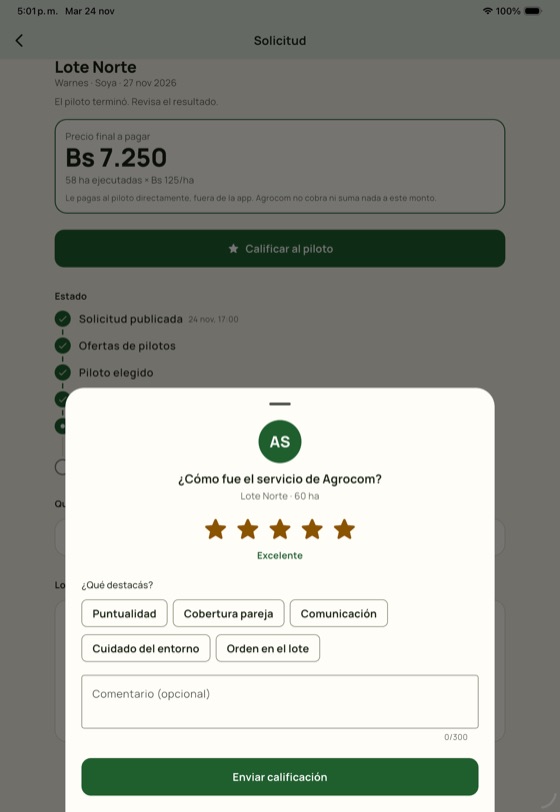 5:01 p. m. Mar 24 nov
100%
Solicitud
Lote Norte
Warnes · Soya · 27 nov 2026
El piloto terminó. Revisa el resultado.
Precio final a pagar
Bs 7.250
58 ha ejecutadas × Bs 125/ha
Le pagas al piloto directamente, fuera de la app. Agrocom no cobra ni suma nada a este monto.
Calificar al piloto
Estado
Solicitud publicada 24 nov. 17:00
Ofertas de pilotos
Piloto elegido
AS
¿Cómo fue el servicio de Agrocom?
Lote Norte · 60 ha
Excelente
¿Qué destacás?
Puntualidad
Cobertura pareja
Comunicación
Cuidado del entorno
Orden en el lote
Comentario (opcional)
0/300
Enviar calificación